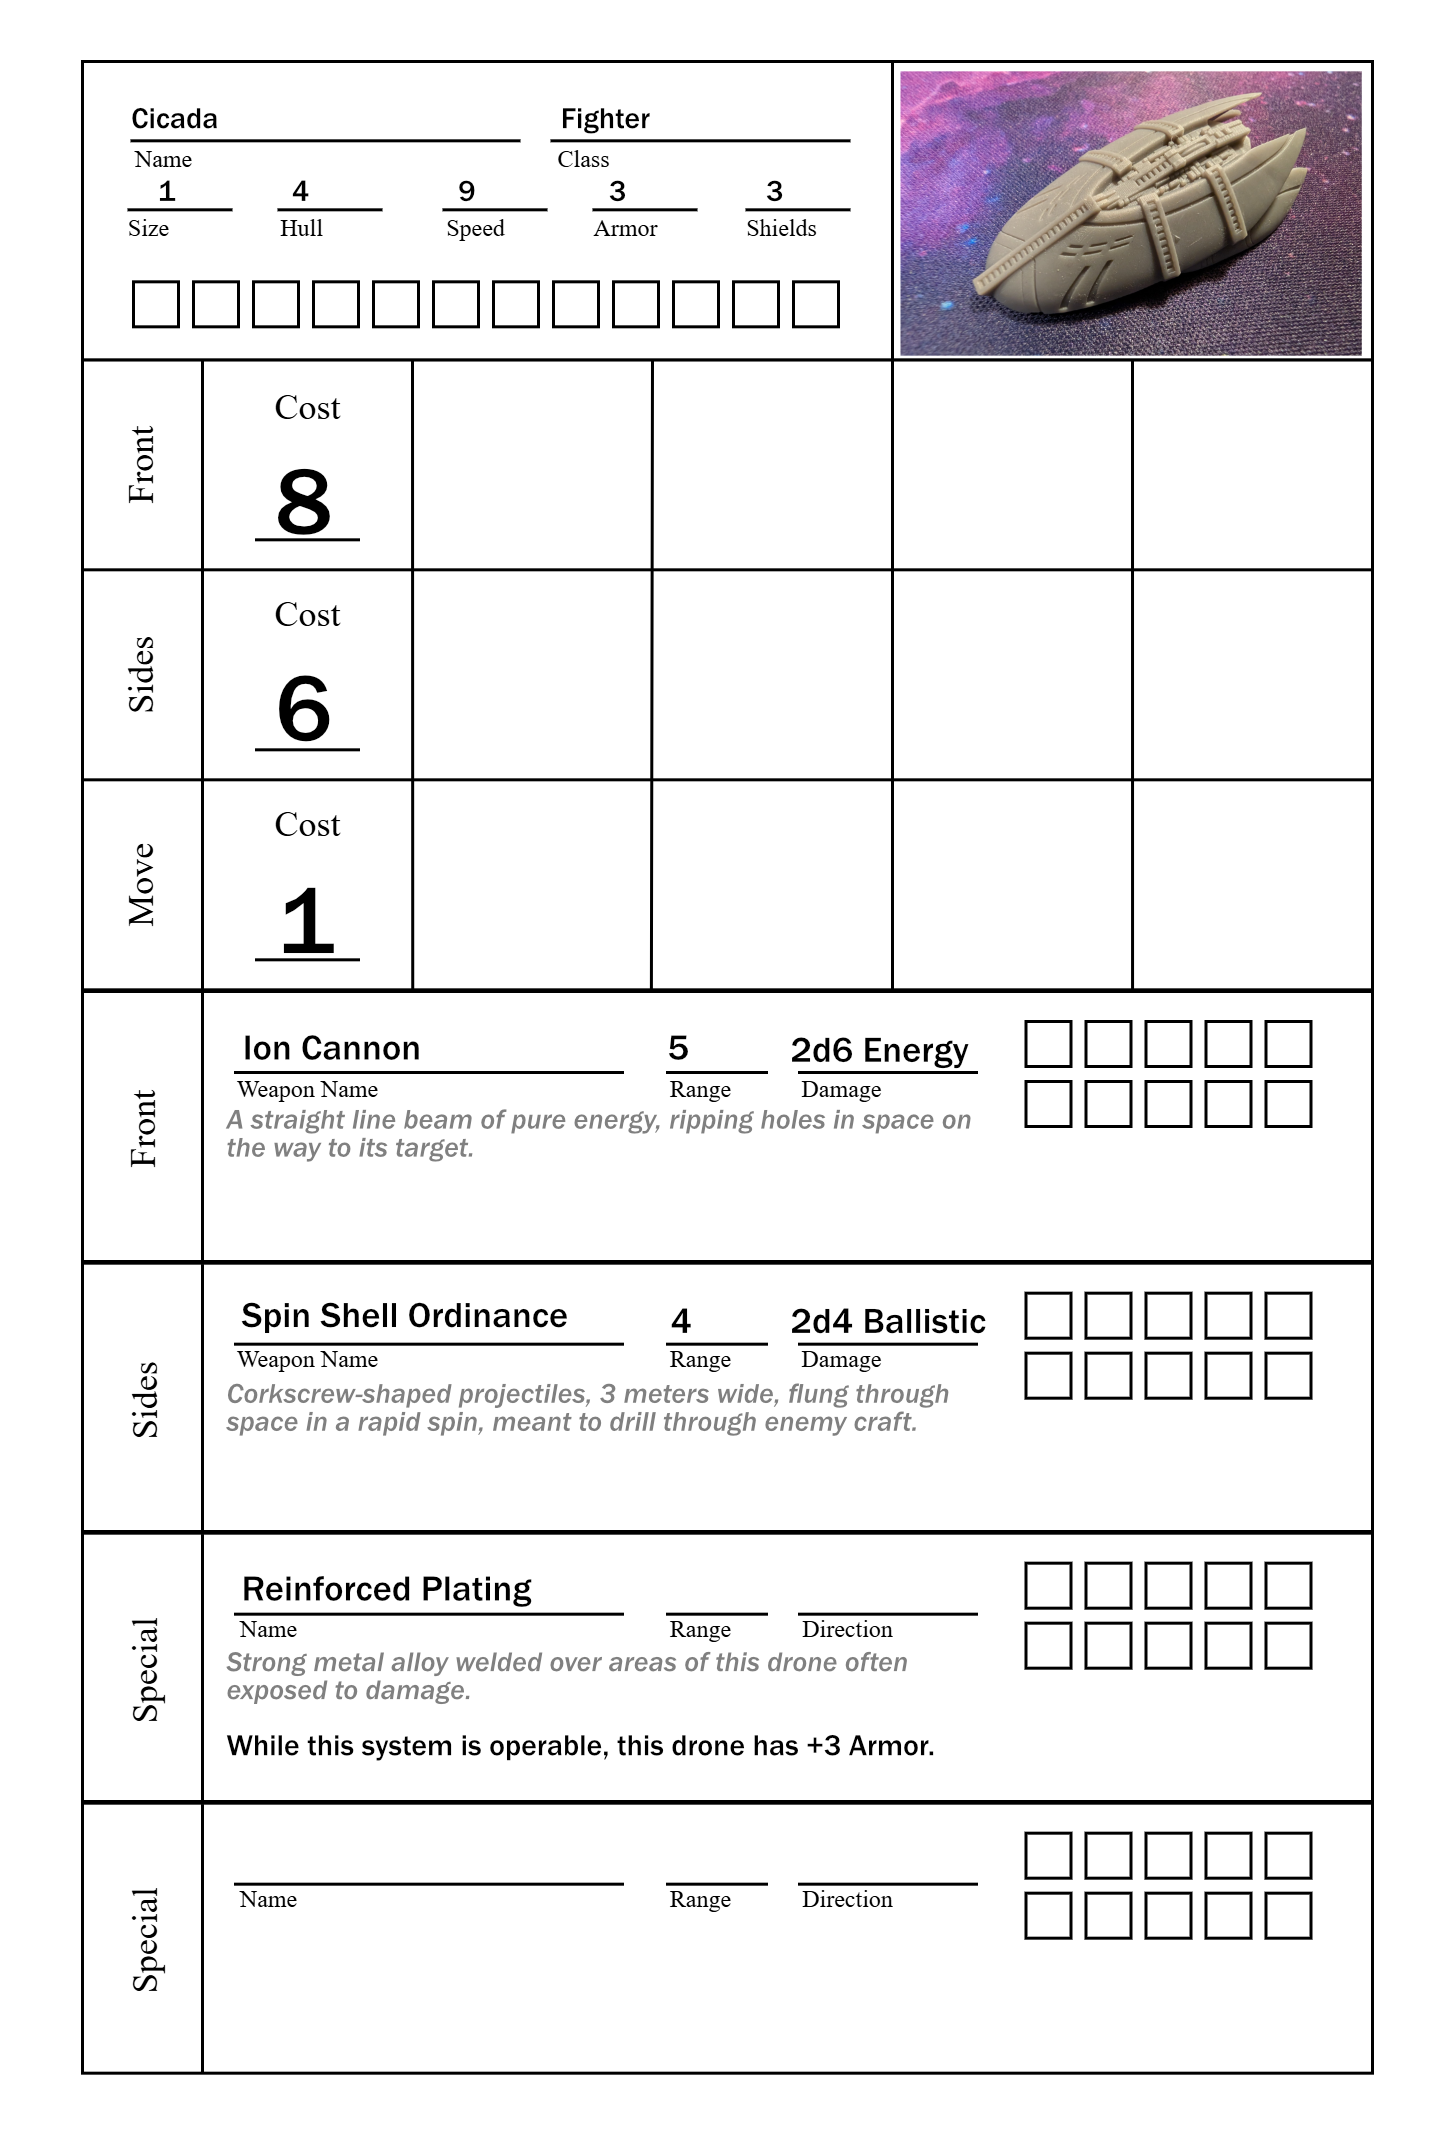 Cicada Fighter
Name Class
1 4 9 3 3
Size Hull Speed Armor Shields
Front
Cost
8
Sides
Cost
6
Move
Cost
1
Front
Ion Cannon 5 2d6 Energy
Weapon Name Range Damage
A straight line beam of pure energy, ripping holes in space on
the way to its target.
Sides
Spin Shell Ordinance 4 2d4 Ballistic
Weapon Name Range Damage
Corkscrew-shaped projectiles, 3 meters wide, flung through
space in a rapid spin, meant to drill through enemy craft.
Special
Reinforced Plating
Name Range Direction
Strong metal alloy welded over areas of this drone often
exposed to damage.
While this system is operable, this drone has +3 Armor.
Special
Name Range Direction